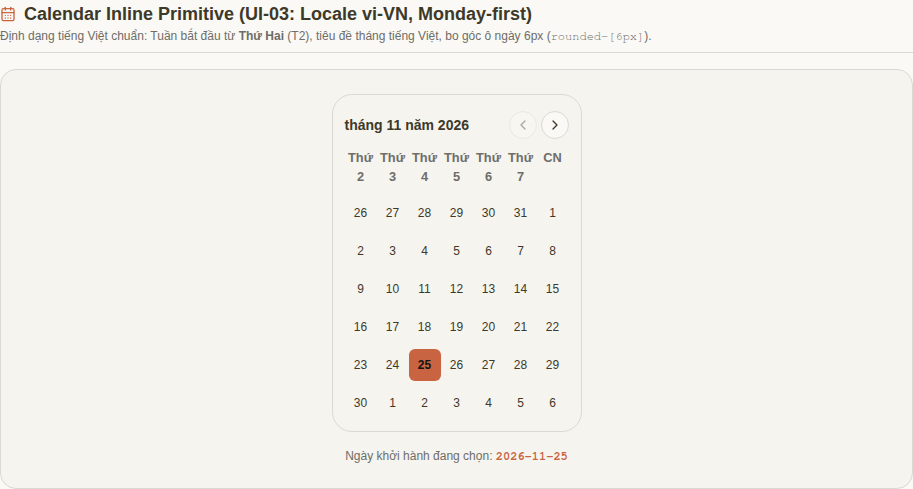 Calendar Inline Primitive (UI-03: Locale vi-VN, Monday-first)
Định dạng tiếng Việt chuẩn: Tuần bắt đầu từ Thứ Hai (T2), tiêu đề tháng tiếng Việt, bo góc ô ngày 6px (rounded-[6px]).
tháng 11 năm 2026
Thứ Thứ Thứ Thứ Thứ Thứ CN
2 3 4 5 6 7
26 27 28 29 30 31 1
2 3 4 5 6 7 8
9 10 11 12 13 14 15
16 17 18 19 20 21 22
23 24 25 26 27 28 29
30 1 2 3 4 5 6
Ngày khởi hành đang chọn: 2026-11-25